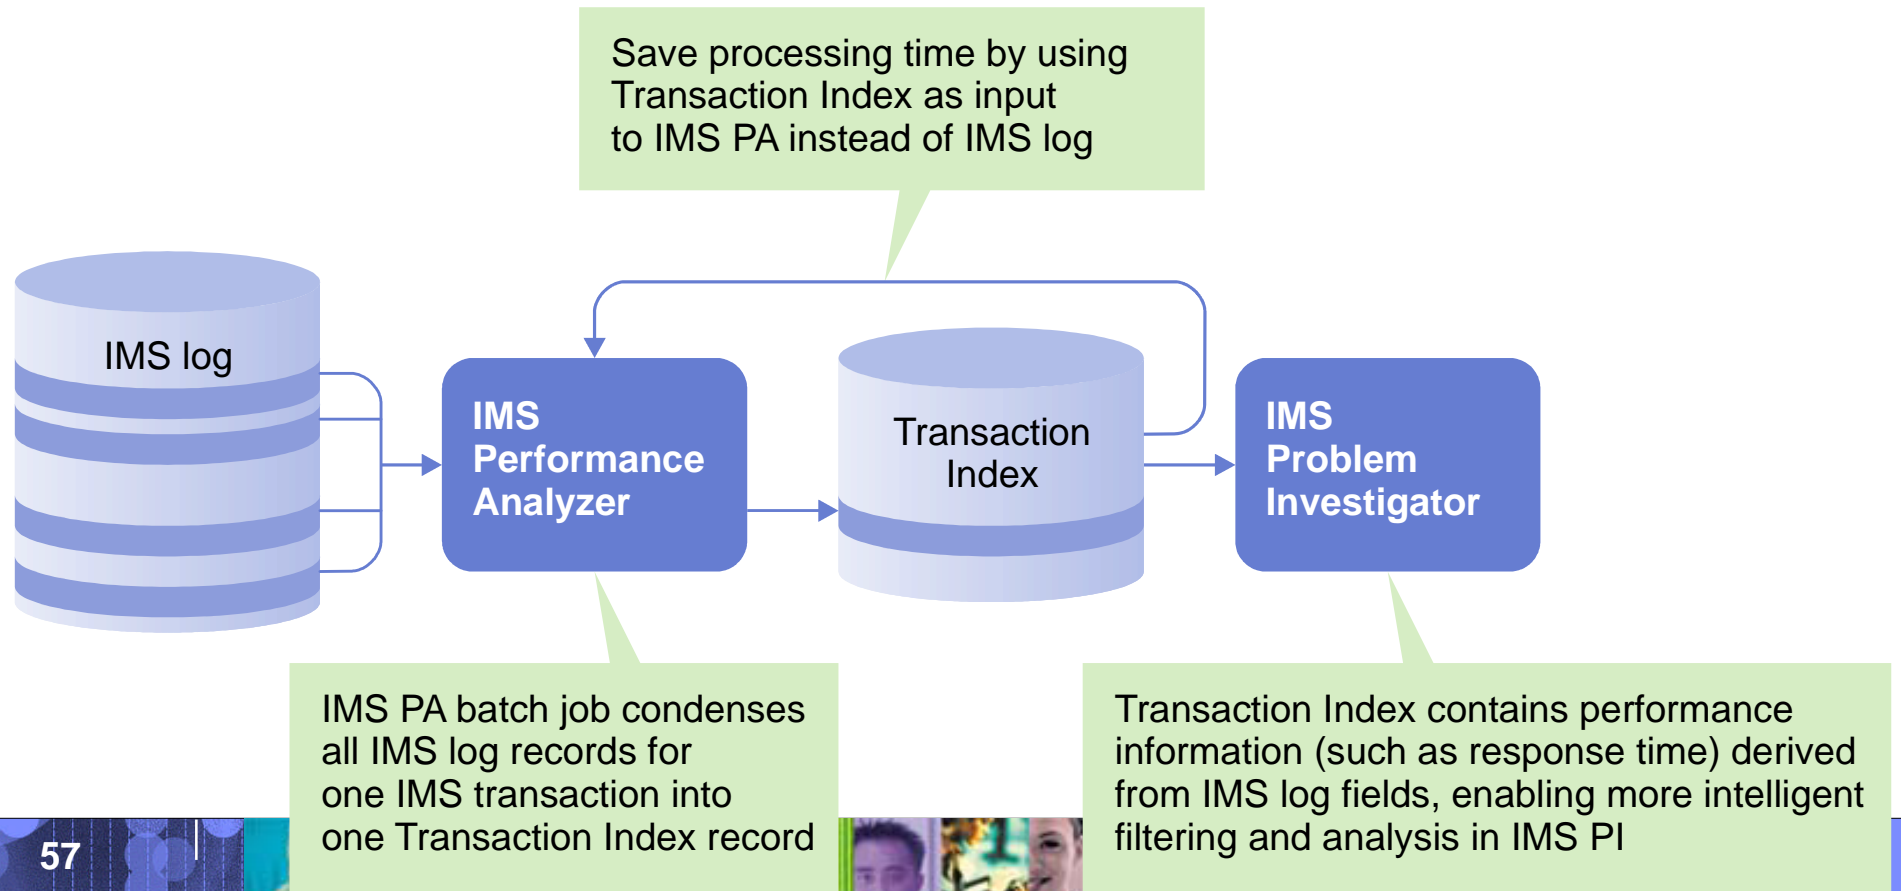 Save processing time by using
Transaction Index as input
to IMS PA instead of IMS log
IMS log
IMS
Performance
Analyzer
Transaction
Index
IMS
Problem
Investigator
IMS PA batch job condenses
all IMS log records for
one IMS transaction into
one Transaction Index record
Transaction Index contains performance
information (such as response time) derived
from IMS log fields, enabling more intelligent
filtering and analysis in IMS PI
57